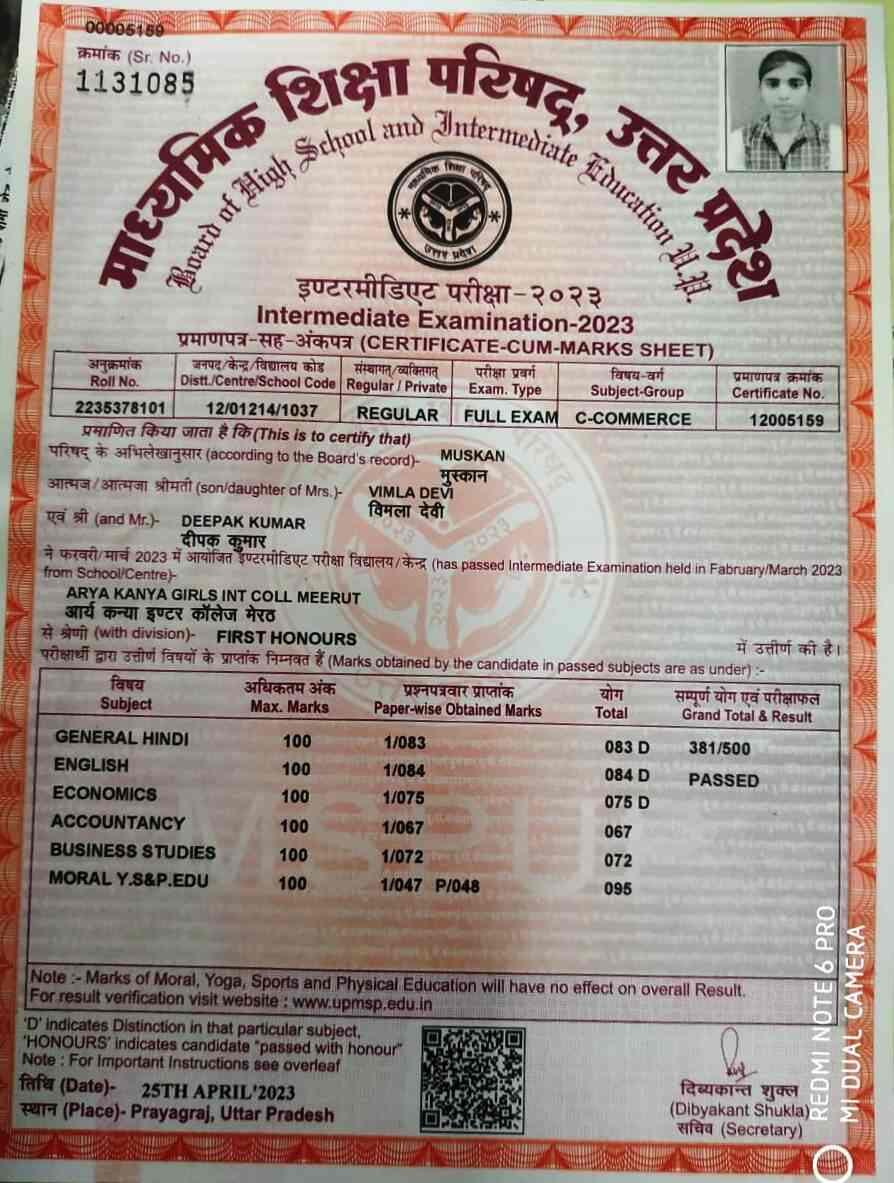 00005159
क्रमांक (Sr. No.)
1131085
माध्यमिक शिक्षा परिषद्, उत्तर प्रदेश
Board of High School and Intermediate Education U.P.
माध्यमिक शिक्षा परिषद्
उत्तर प्रदेश
इण्टरमीडिएट परीक्षा-२०२३
Intermediate Examination-2023
प्रमाणपत्र-सह-अंकपत्र (CERTIFICATE-CUM-MARKS SHEET)
अनुक्रमांक जनपद/केन्द्र/विद्यालय कोड संस्थागत/व्यक्तिगत परीक्षा प्रवर्ग विषय-वर्ग प्रमाणपत्र क्रमांक
Roll No. Distt./Centre/School Code Regular / Private Exam. Type Subject-Group Certificate No.
2235378101 12/01214/1037 REGULAR FULL EXAM C-COMMERCE 12005159
प्रमाणित किया जाता है कि (This is to certify that)
परिषद् के अभिलेखानुसार (according to the Board's record)- MUSKAN
मुस्कान
आत्मज/आत्मजा श्रीमती (son/daughter of Mrs.)- VIMLA DEVI
विमला देवी
एवं श्री (and Mr.)- DEEPAK KUMAR
दीपक कुमार
ने फरवरी/मार्च 2023 में आयोजित इण्टरमीडिएट परीक्षा विद्यालय/केन्द्र (has passed Intermediate Examination held in Fabruary/March 2023
from School/Centre)-
ARYA KANYA GIRLS INT COLL MEERUT
आर्य कन्या इण्टर कॉलेज मेरठ
से श्रेणी (with division)- FIRST HONOURS में उत्तीर्ण की है।
परीक्षार्थी द्वारा उत्तीर्ण विषयों के प्राप्तांक निम्नवत हैं (Marks obtained by the candidate in passed subjects are as under) :-
विषय अधिकतम अंक प्रश्नपत्रवार प्राप्तांक योग सम्पूर्ण योग एवं परीक्षाफल
Subject Max. Marks Paper-wise Obtained Marks Total Grand Total & Result
GENERAL HINDI 100 1/083 083 D 381/500
ENGLISH 100 1/084 084 D PASSED
ECONOMICS 100 1/075 075 D
ACCOUNTANCY 100 1/067 067
BUSINESS STUDIES 100 1/072 072
MORAL Y.S&P.EDU 100 1/047 P/048 095
Note :- Marks of Moral, Yoga, Sports and Physical Education will have no effect on overall Result.
For result verification visit website : www.upmsp.edu.in
'D' indicates Distinction in that particular subject,
'HONOURS' indicates candidate "passed with honour"
Note : For Important Instructions see overleaf
तिथि (Date)- 25TH APRIL'2023
स्थान (Place)- Prayagraj, Uttar Pradesh
दिब्यकान्त शुक्ल
(Dibyakant Shukla)
सचिव (Secretary)
REDMI NOTE 6 PRO
MI DUAL CAMERA